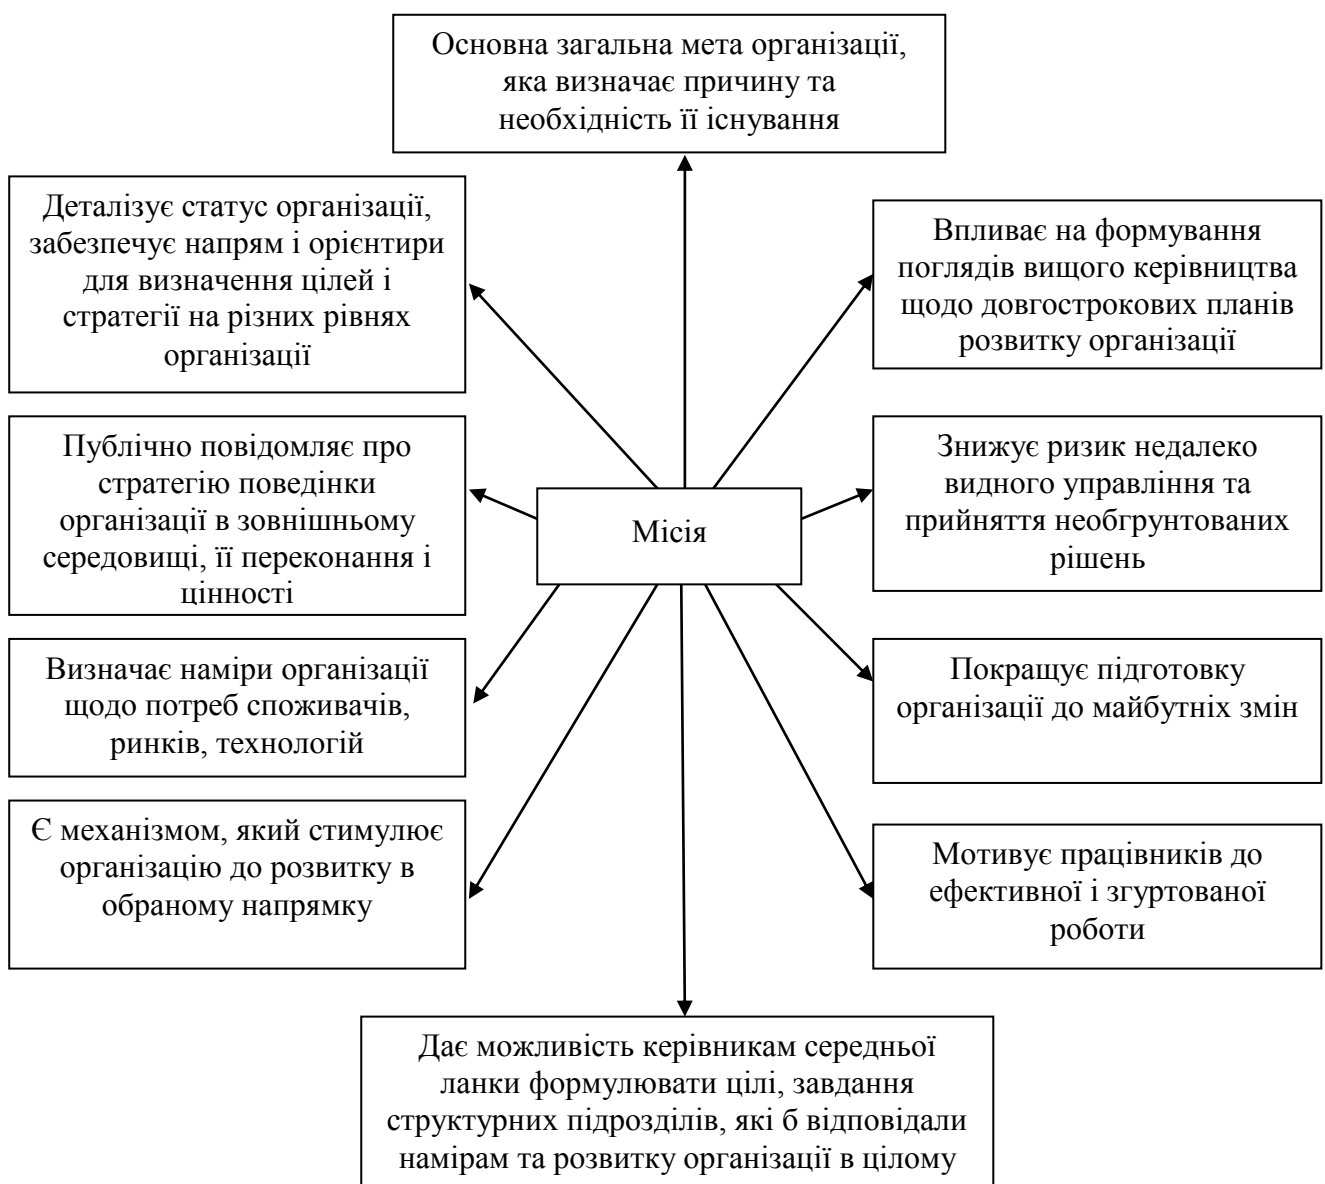 Основна загальна мета організації,
яка визначає причину та
необхідність її існування
Деталізує статус організації,
забезпечує напрям і орієнтири
для визначення цілей і
стратегії на різних рівнях
організації
Впливає на формування
поглядів вищого керівництва
щодо довгострокових планів
розвитку організації
Публічно повідомляє про
стратегію поведінки
організації в зовнішньому
середовищі, її переконання і
цінності
Місія
Знижує ризик недалеко
видного управління та
прийняття необгрунтованих
рішень
Визначає наміри організації
щодо потреб споживачів,
ринків, технологій
Покращує підготовку
організації до майбутніх змін
Є механізмом, який стимулює
організацію до розвитку в
обраному напрямку
Мотивує працівників до
ефективної і згуртованої
роботи
Дає можливість керівникам середньої
ланки формулювати цілі, завдання
структурних підрозділів, які б відповідали
намірам та розвитку організації в цілому